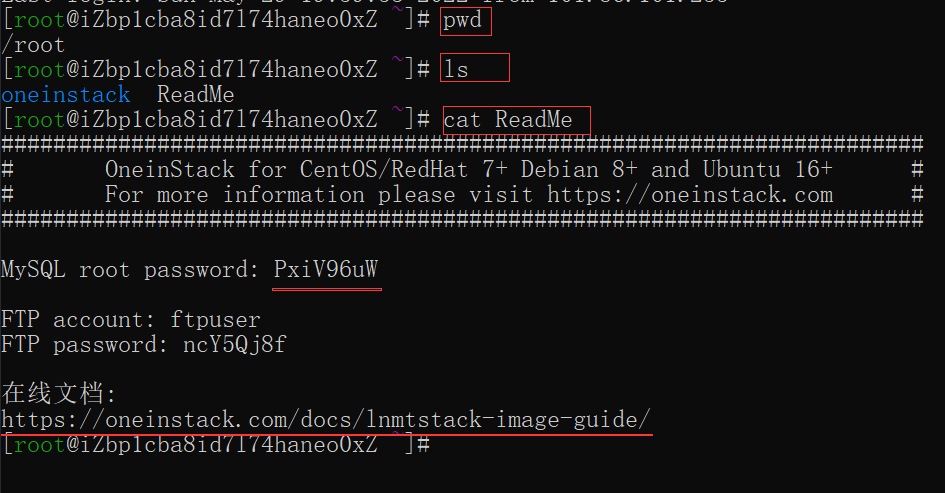 [root@iZbp1cba8id7l74haneo0xZ ~]# pwd
/root
[root@iZbp1cba8id7l74haneo0xZ ~]# ls
oneinstack  ReadMe
[root@iZbp1cba8id7l74haneo0xZ ~]# cat ReadMe
#######################################################################
#       OneinStack for CentOS/RedHat 7+ Debian 8+ and Ubuntu 16+      #
#       For more information please visit https://oneinstack.com      #
#######################################################################

MySQL root password: PxiV96uW

FTP account: ftpuser
FTP password: ncY5Qj8f

在线文档:
https://oneinstack.com/docs/lnmtstack-image-guide/
[root@iZbp1cba8id7l74haneo0xZ ~]#